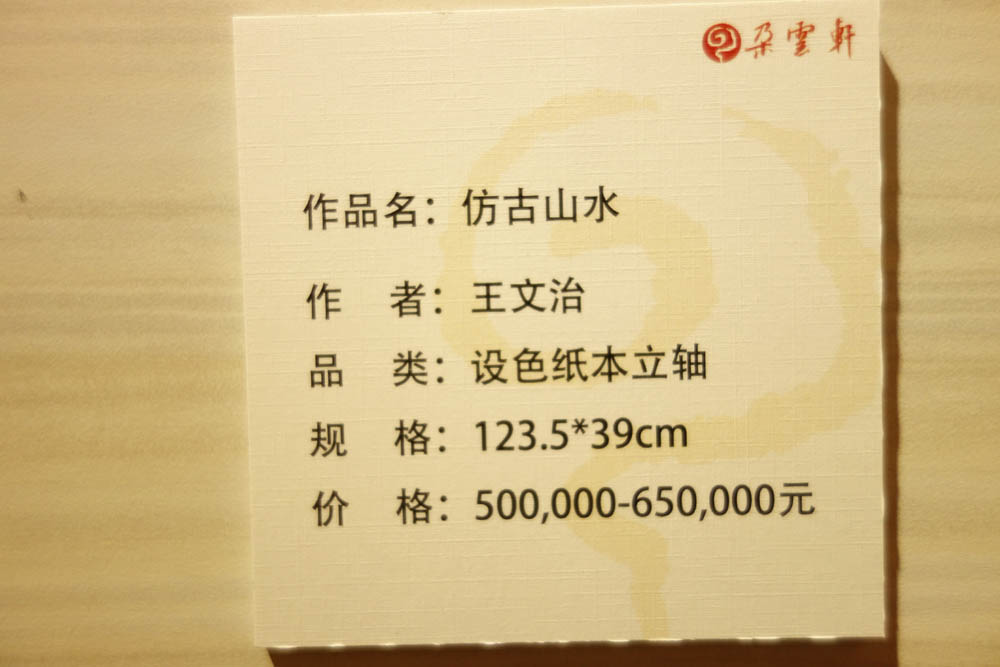 朵雲軒
作品名：仿古山水
作 者：王文治
品 类：设色纸本立轴
规 格：123.5*39cm
价 格：500,000-650,000元